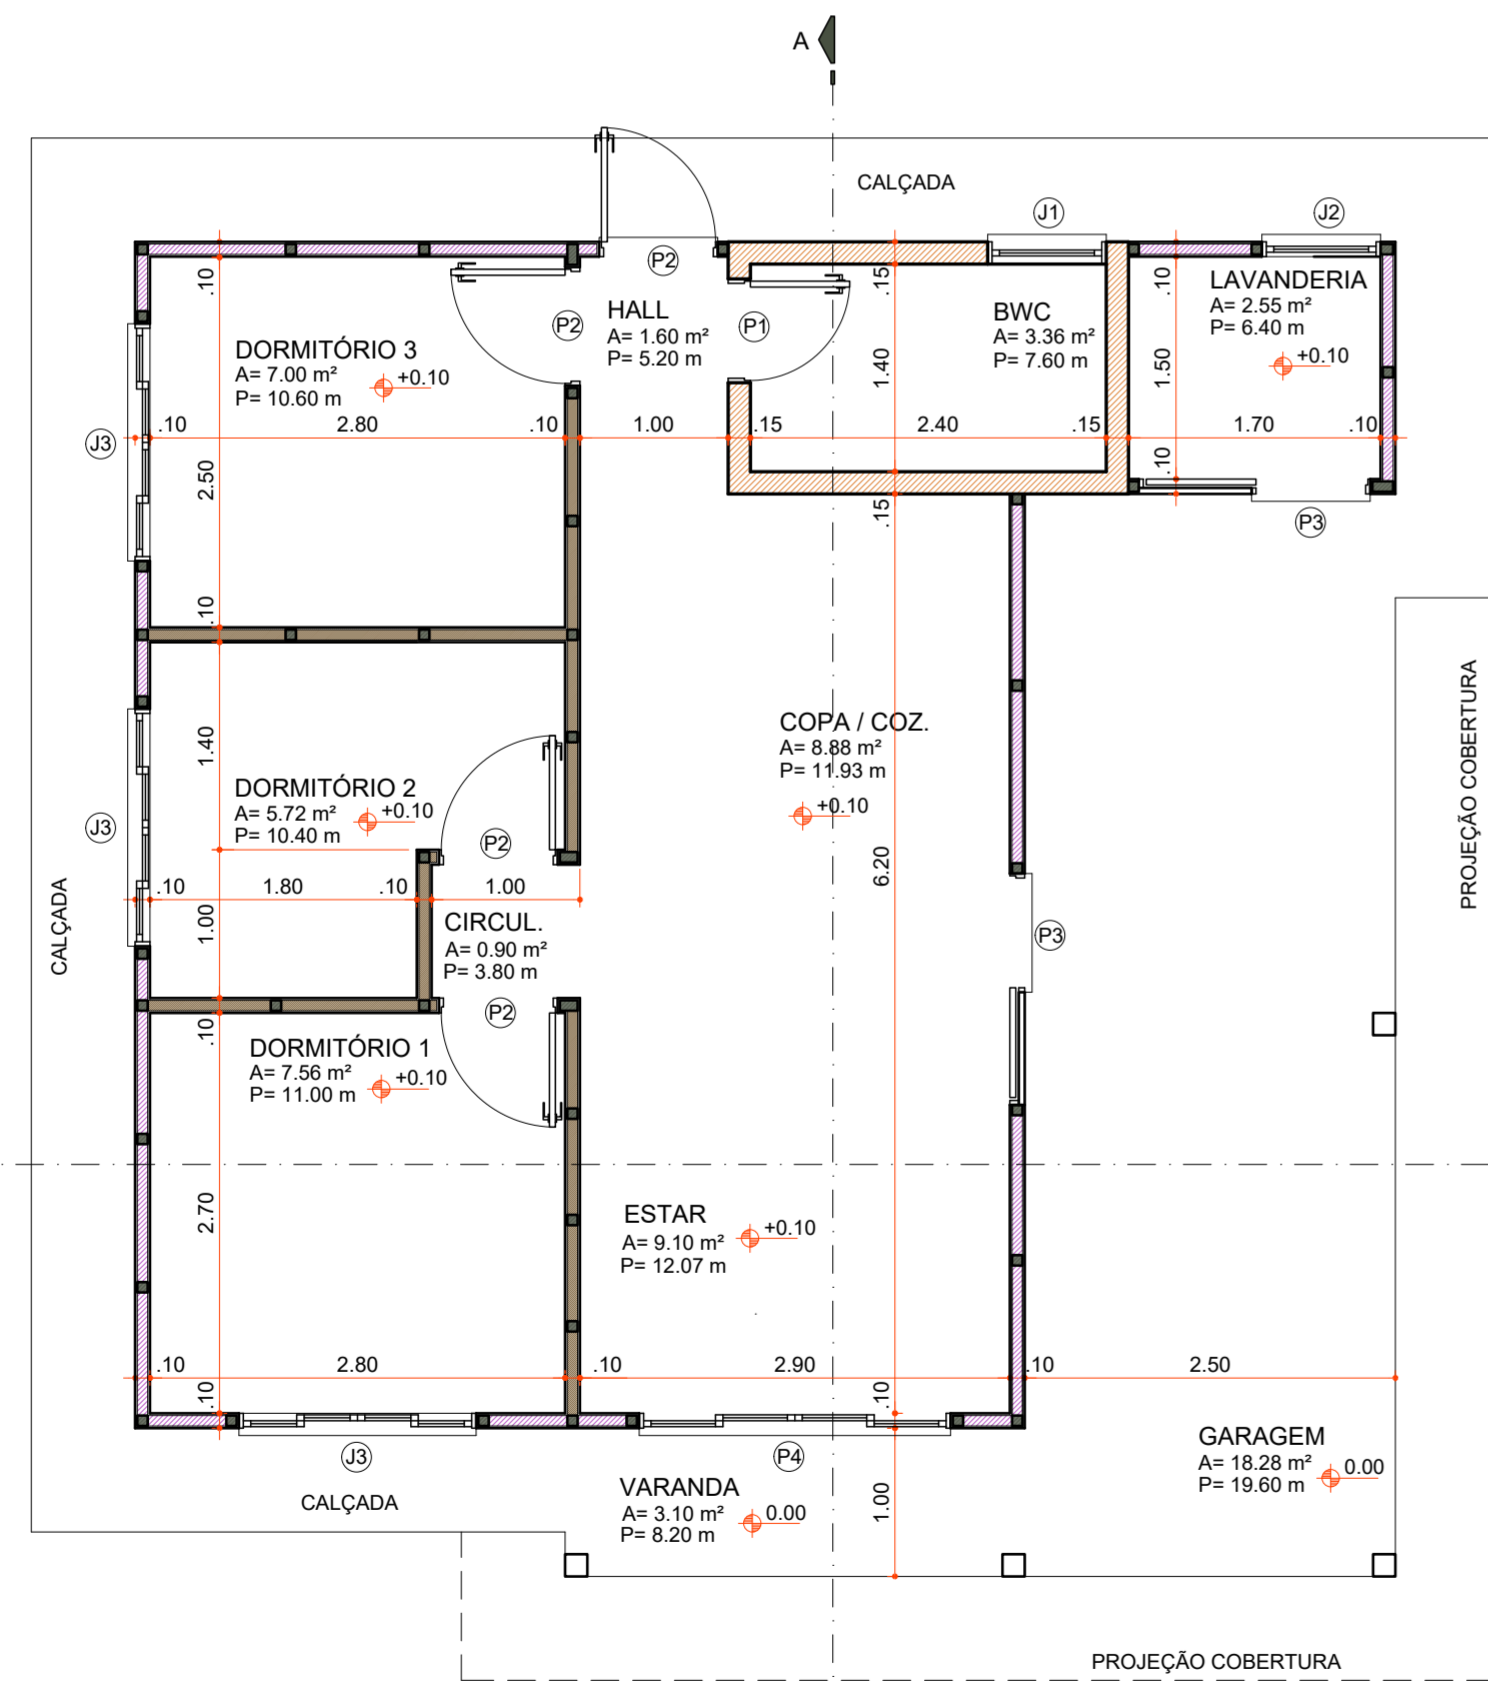 A
CALÇADA
J1
J2
P2
.10
.15
.10
LAVANDERIA
A= 2.55 m²
P= 6.40 m
+0.10
HALL
A= 1.60 m²
P= 5.20 m
P2
P1
BWC
A= 3.36 m²
P= 7.60 m
DORMITÓRIO 3
A= 7.00 m²
P= 10.60 m
+0.10
1.40
1.50
J3
.10
2.80
.10
1.00
.15
2.40
.15
1.70
.10
2.50
.10
.15
P3
.10
PROJEÇÃO COBERTURA
1.40
COPA / COZ.
A= 8.88 m²
P= 11.93 m
+0.10
DORMITÓRIO 2
A= 5.72 m²
P= 10.40 m
+0.10
J3
P2
6.20
.10
1.80
.10
1.00
CALÇADA
1.00
CIRCUL.
A= 0.90 m²
P= 3.80 m
P3
P2
.10
DORMITÓRIO 1
A= 7.56 m²
P= 11.00 m
+0.10
2.70
ESTAR
A= 9.10 m²
P= 12.07 m
+0.10
.10
2.80
.10
2.90
.10
2.50
.10
.10
J3
P4
GARAGEM
A= 18.28 m²
P= 19.60 m
0.00
CALÇADA
VARANDA
A= 3.10 m²
P= 8.20 m
0.00
1.00
PROJEÇÃO COBERTURA